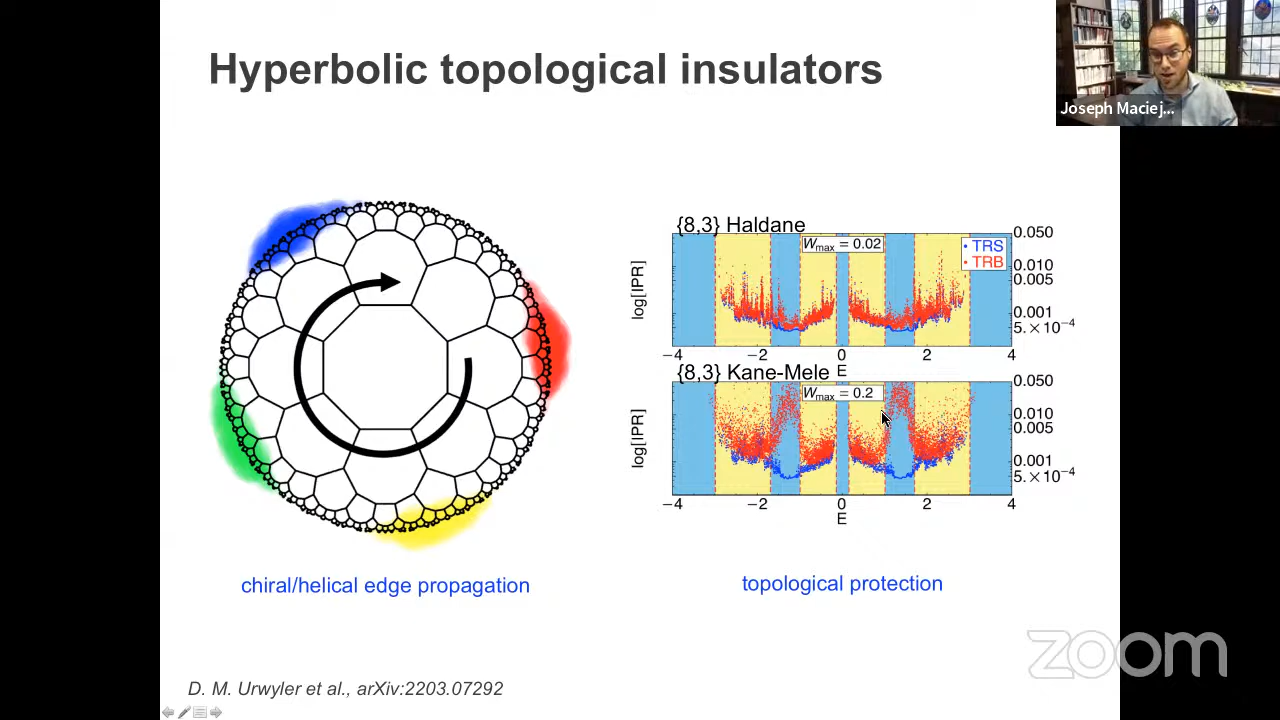 Hyperbolic topological insulators
Joseph Maciej...
{8,3} Haldane
W_max = 0.02
• TRS
• TRB
log[IPR]
0.050
0.010
0.005
0.001
5.×10⁻⁴
−4 −2 0 2 4
E
{8,3} Kane-Mele
W_max = 0.2
log[IPR]
0.050
0.010
0.005
0.001
5.×10⁻⁴
−4 −2 0 2 4
E
chiral/helical edge propagation
topological protection
zoom
D. M. Urwyler et al., arXiv:2203.07292